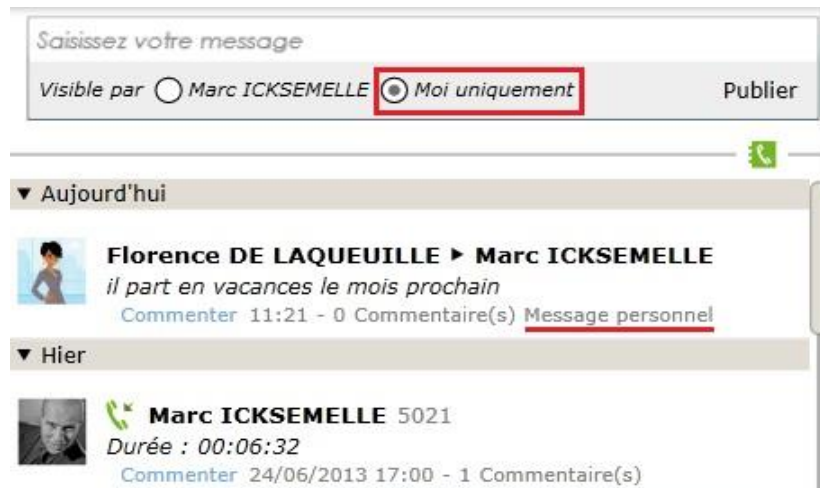 Saisissez votre message
Visible par Marc ICKSEMELLE Moi uniquement Publier
▼ Aujourd'hui
Florence DE LAQUEUILLE ▶ Marc ICKSEMELLE
il part en vacances le mois prochain
Commenter 11:21 - 0 Commentaire(s) Message personnel
▼ Hier
Marc ICKSEMELLE 5021
Durée : 00:06:32
Commenter 24/06/2013 17:00 - 1 Commentaire(s)